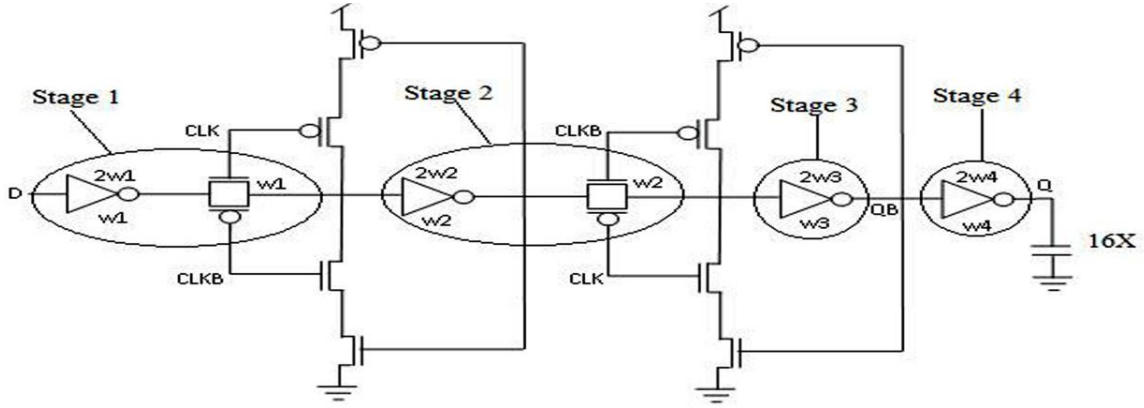 Stage 1
Stage 2
Stage 3
Stage 4
CLK
CLKB
D
2w1
w1
w1
2w2
w2
w2
2w3
w3
QB
2w4
w4
Q
16X
CLKB
CLK